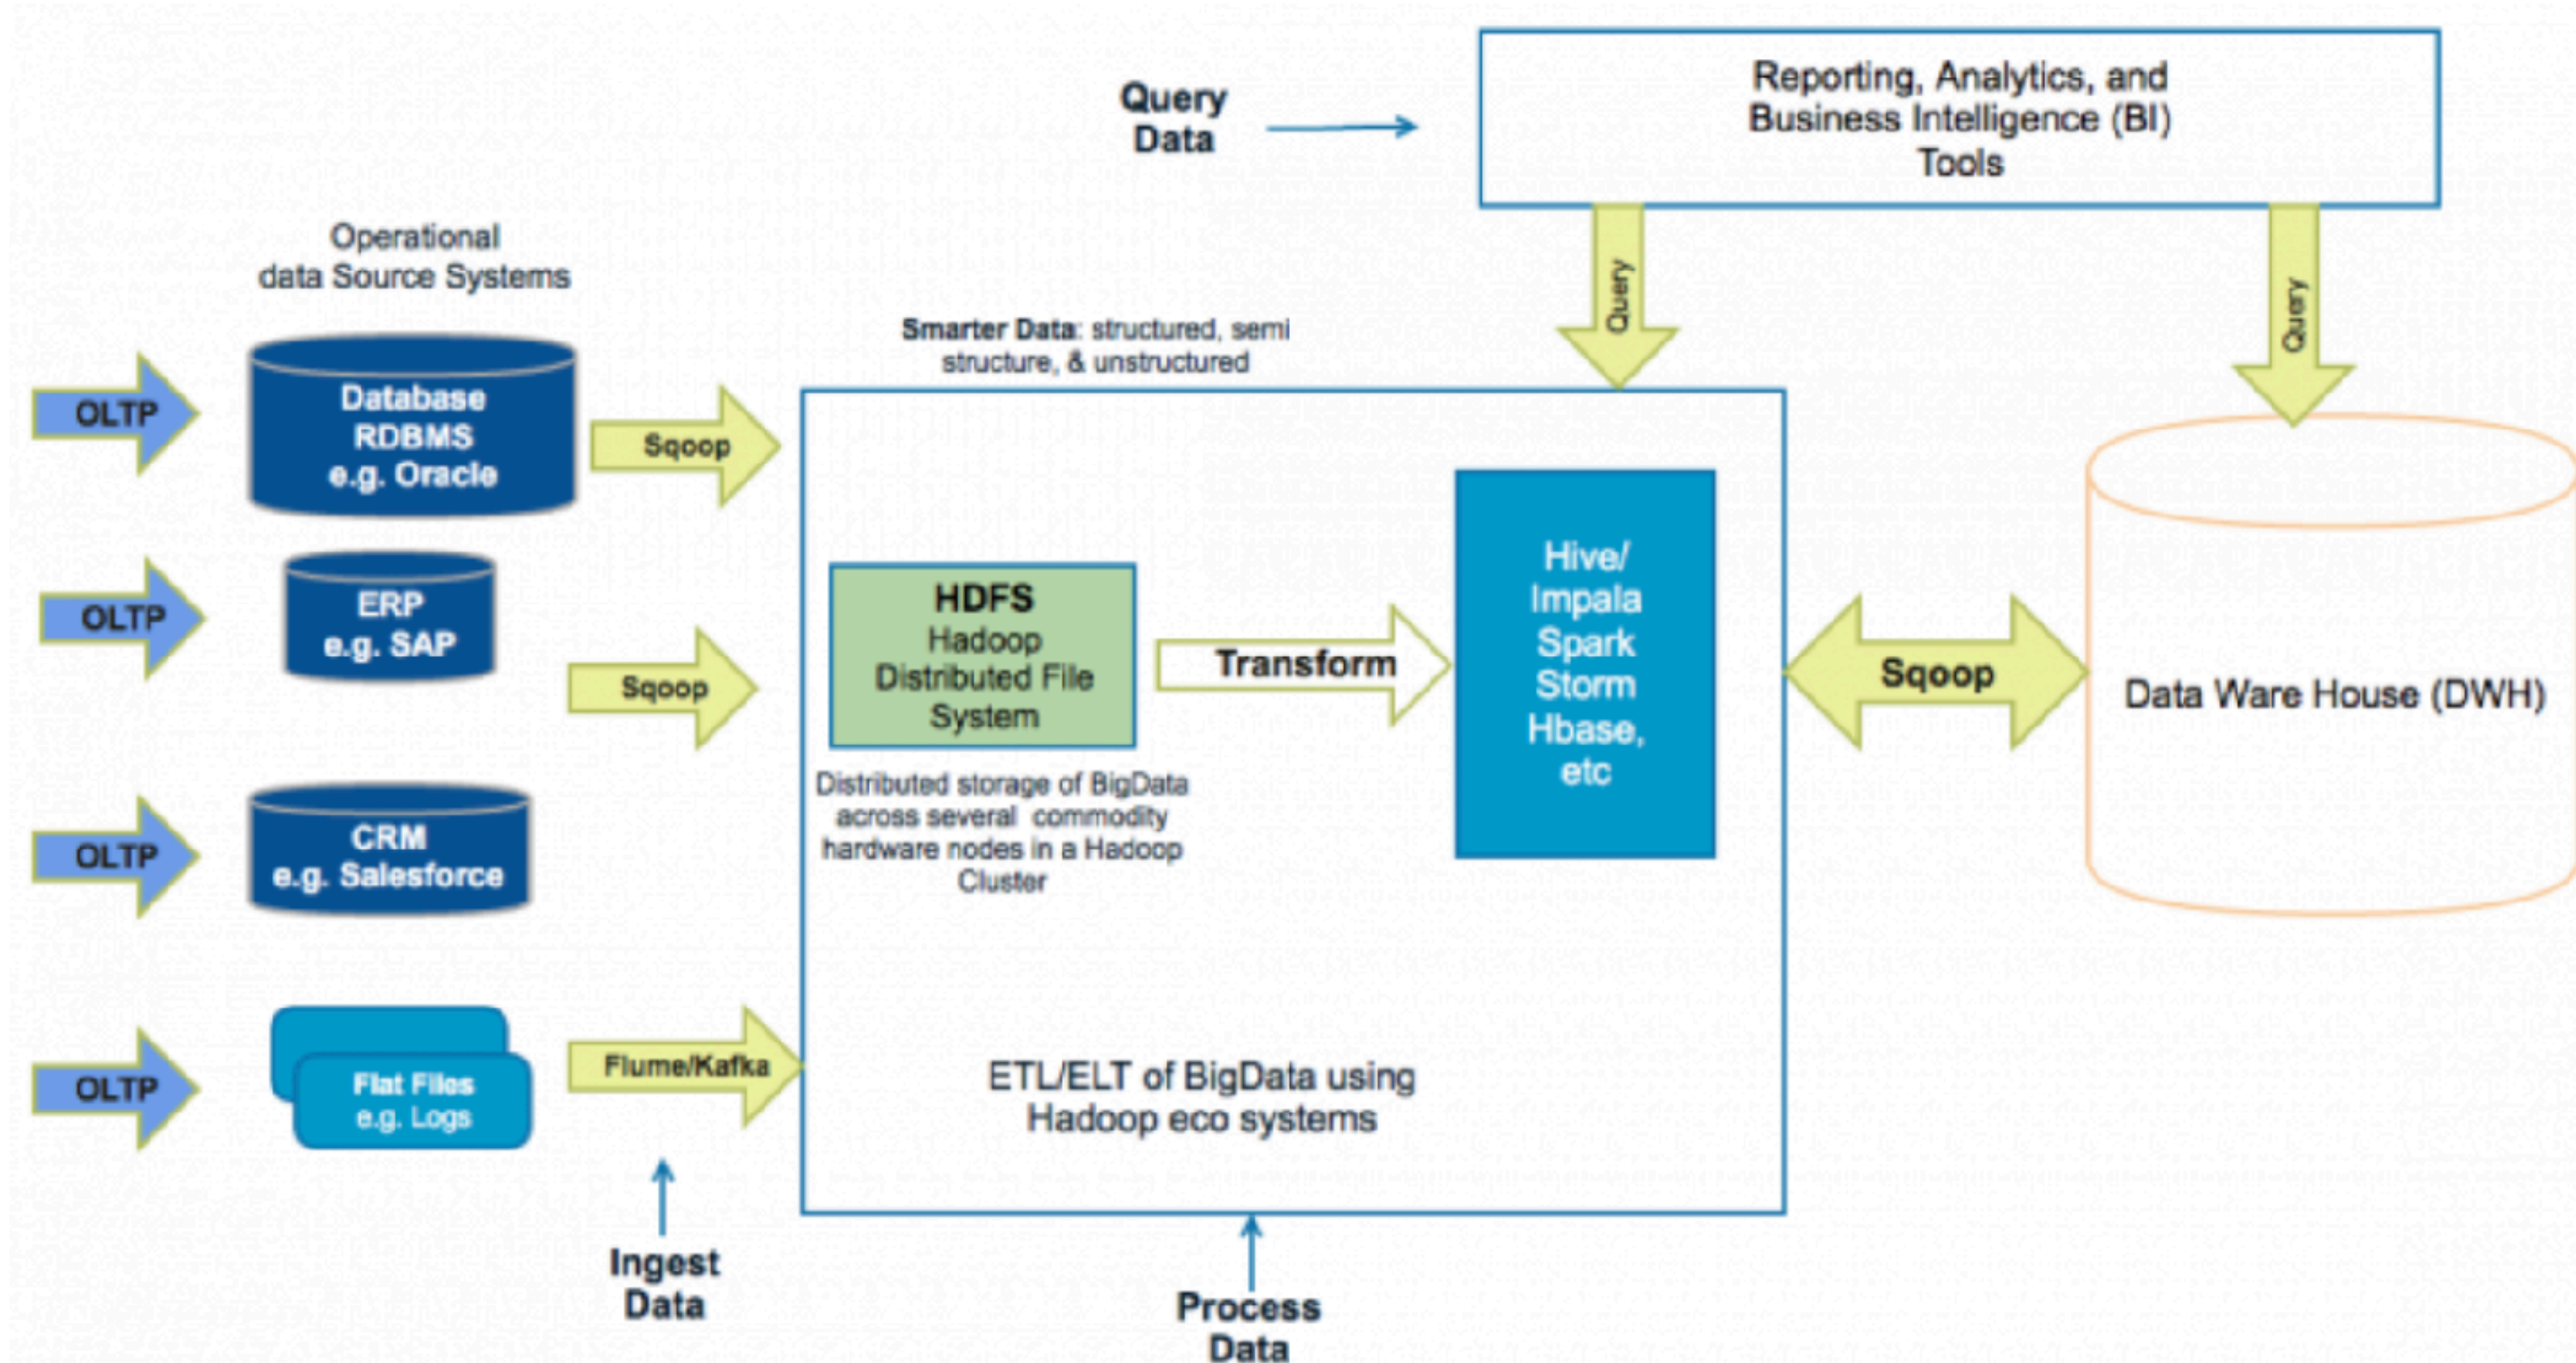 Query
Data
Reporting, Analytics, and
Business Intelligence (BI)
Tools
Query
Query
Operational
data Source Systems
Smarter Data: structured, semi
structure, & unstructured
OLTP
Database
RDBMS
e.g. Oracle
Sqoop
OLTP
ERP
e.g. SAP
Sqoop
OLTP
CRM
e.g. Salesforce
OLTP
Flat Files
e.g. Logs
Flume/Kafka
HDFS
Hadoop
Distributed File
System
Distributed storage of BigData
across several commodity
hardware nodes in a Hadoop
Cluster
Transform
Hive/
Impala
Spark
Storm
Hbase,
etc
Sqoop
Data Ware House (DWH)
ETL/ELT of BigData using
Hadoop eco systems
Ingest
Data
Process
Data